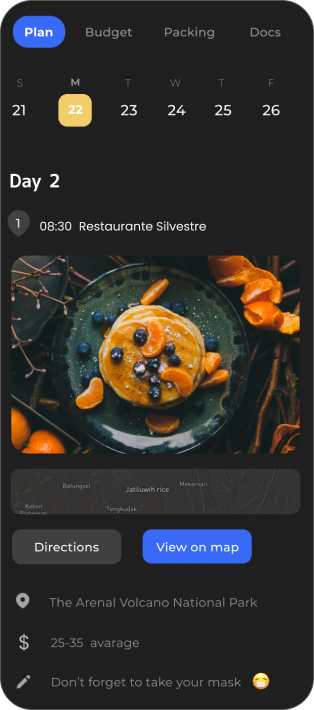 Plan Budget Packing Docs
S M T W T F
21 22 23 24 25 26
Day 2
1 08:30 Restaurante Silvestre
Batungsel Jatiluwih rice Mekarsari
Kebon
Padangan Tengkudak
Directions View on map
The Arenal Volcano National Park
$ 25-35 avarage
Don't forget to take your mask 😷